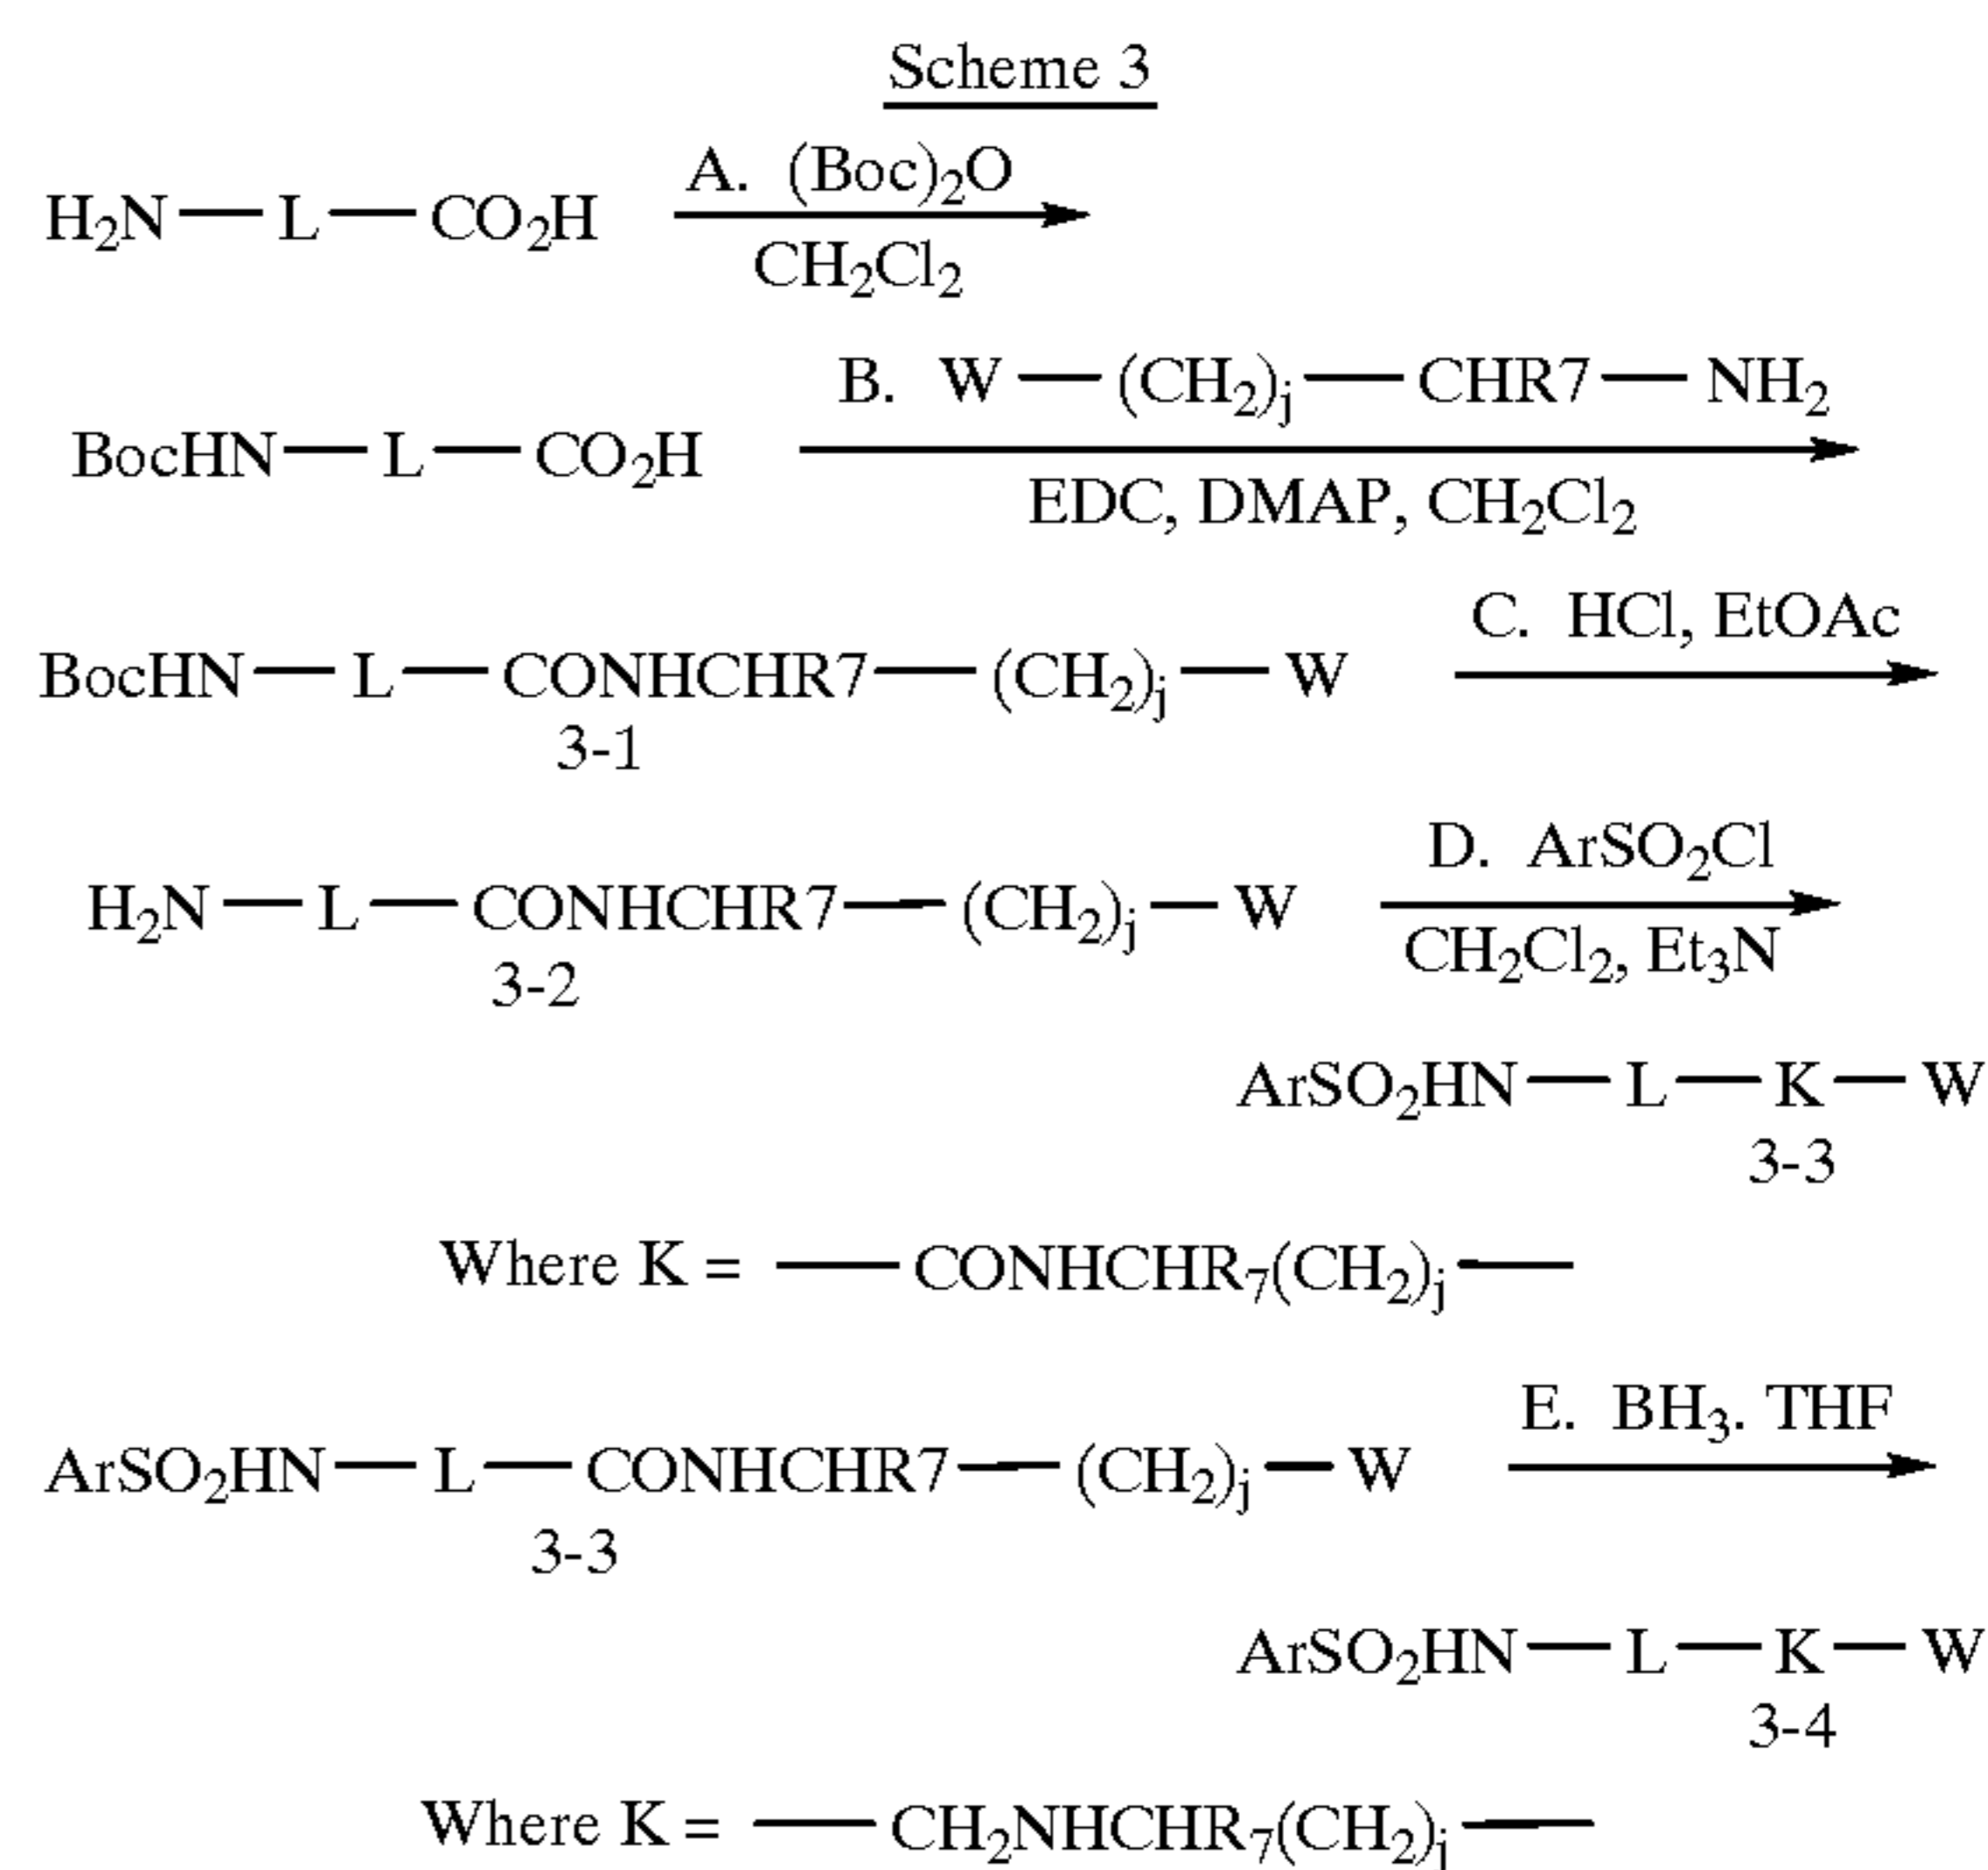 Scheme 3
H₂N — L — CO₂H A. (Boc)₂O
CH₂Cl₂
BocHN — L — CO₂H B. W — (CH₂)ⱼ — CHR7 — NH₂
EDC, DMAP, CH₂Cl₂
BocHN — L — CONHCHR7 — (CH₂)ⱼ — W C. HCl, EtOAc
3-1
H₂N — L — CONHCHR7 — (CH₂)ⱼ — W D. ArSO₂Cl
3-2 CH₂Cl₂, Et₃N
ArSO₂HN — L — K — W
3-3
Where K = — CONHCHR₇(CH₂)ⱼ —
ArSO₂HN — L — CONHCHR7 — (CH₂)ⱼ — W E. BH₃. THF
3-3
ArSO₂HN — L — K — W
3-4
Where K = — CH₂NHCHR₇(CH₂)ⱼ —